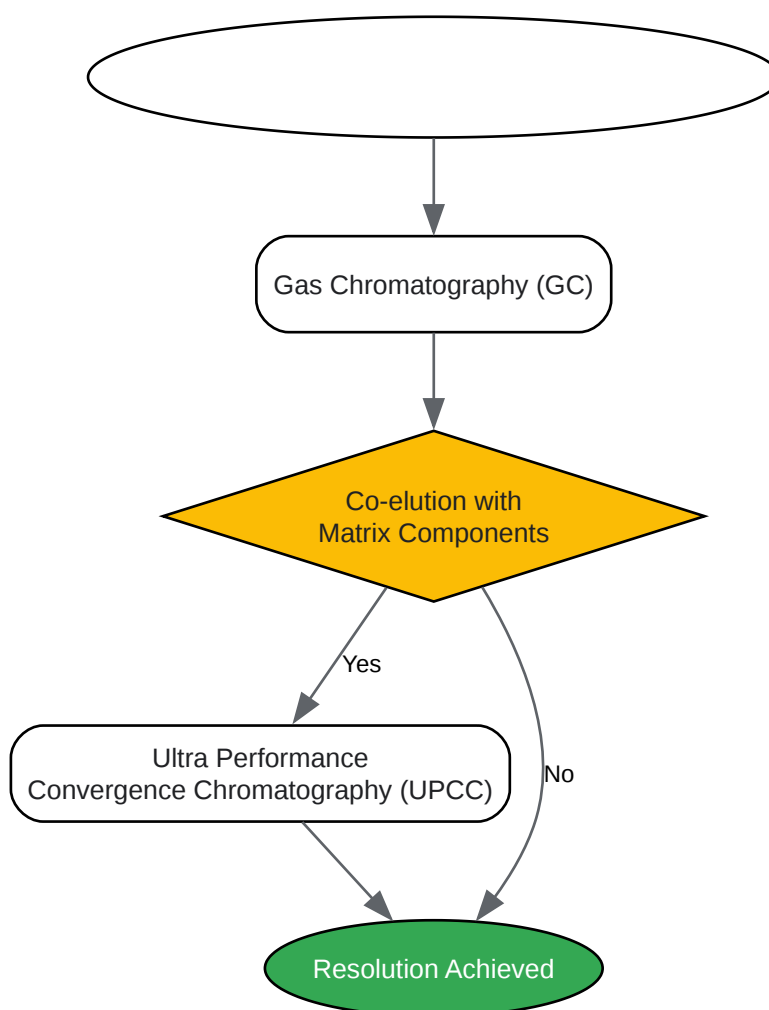 Gas Chromatography (GC)
Co-elution with
Matrix Components
Yes
Ultra Performance
Convergence Chromatography (UPCC)
No
Resolution Achieved